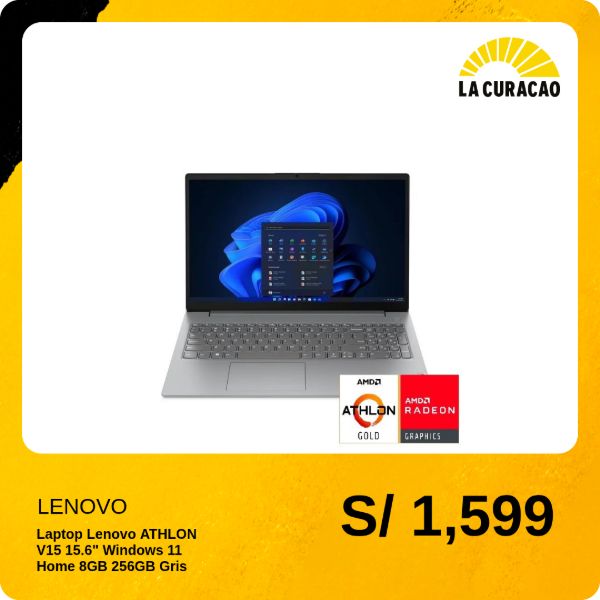 LA CURACAO
AMD
ATHLON
GOLD
AMD
RADEON
GRAPHICS
LENOVO
S/ 1,599
Laptop Lenovo ATHLON
V15 15.6" Windows 11
Home 8GB 256GB Gris